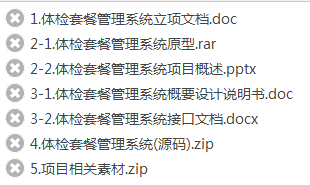 1.体检套餐管理系统立项文档.doc
2-1.体检套餐管理系统原型.rar
2-2.体检套餐管理系统项目概述.pptx
3-1.体检套餐管理系统概要设计说明书.doc
3-2.体检套餐管理系统接口文档.docx
4.体检套餐管理系统(源码).zip
5.项目相关素材.zip